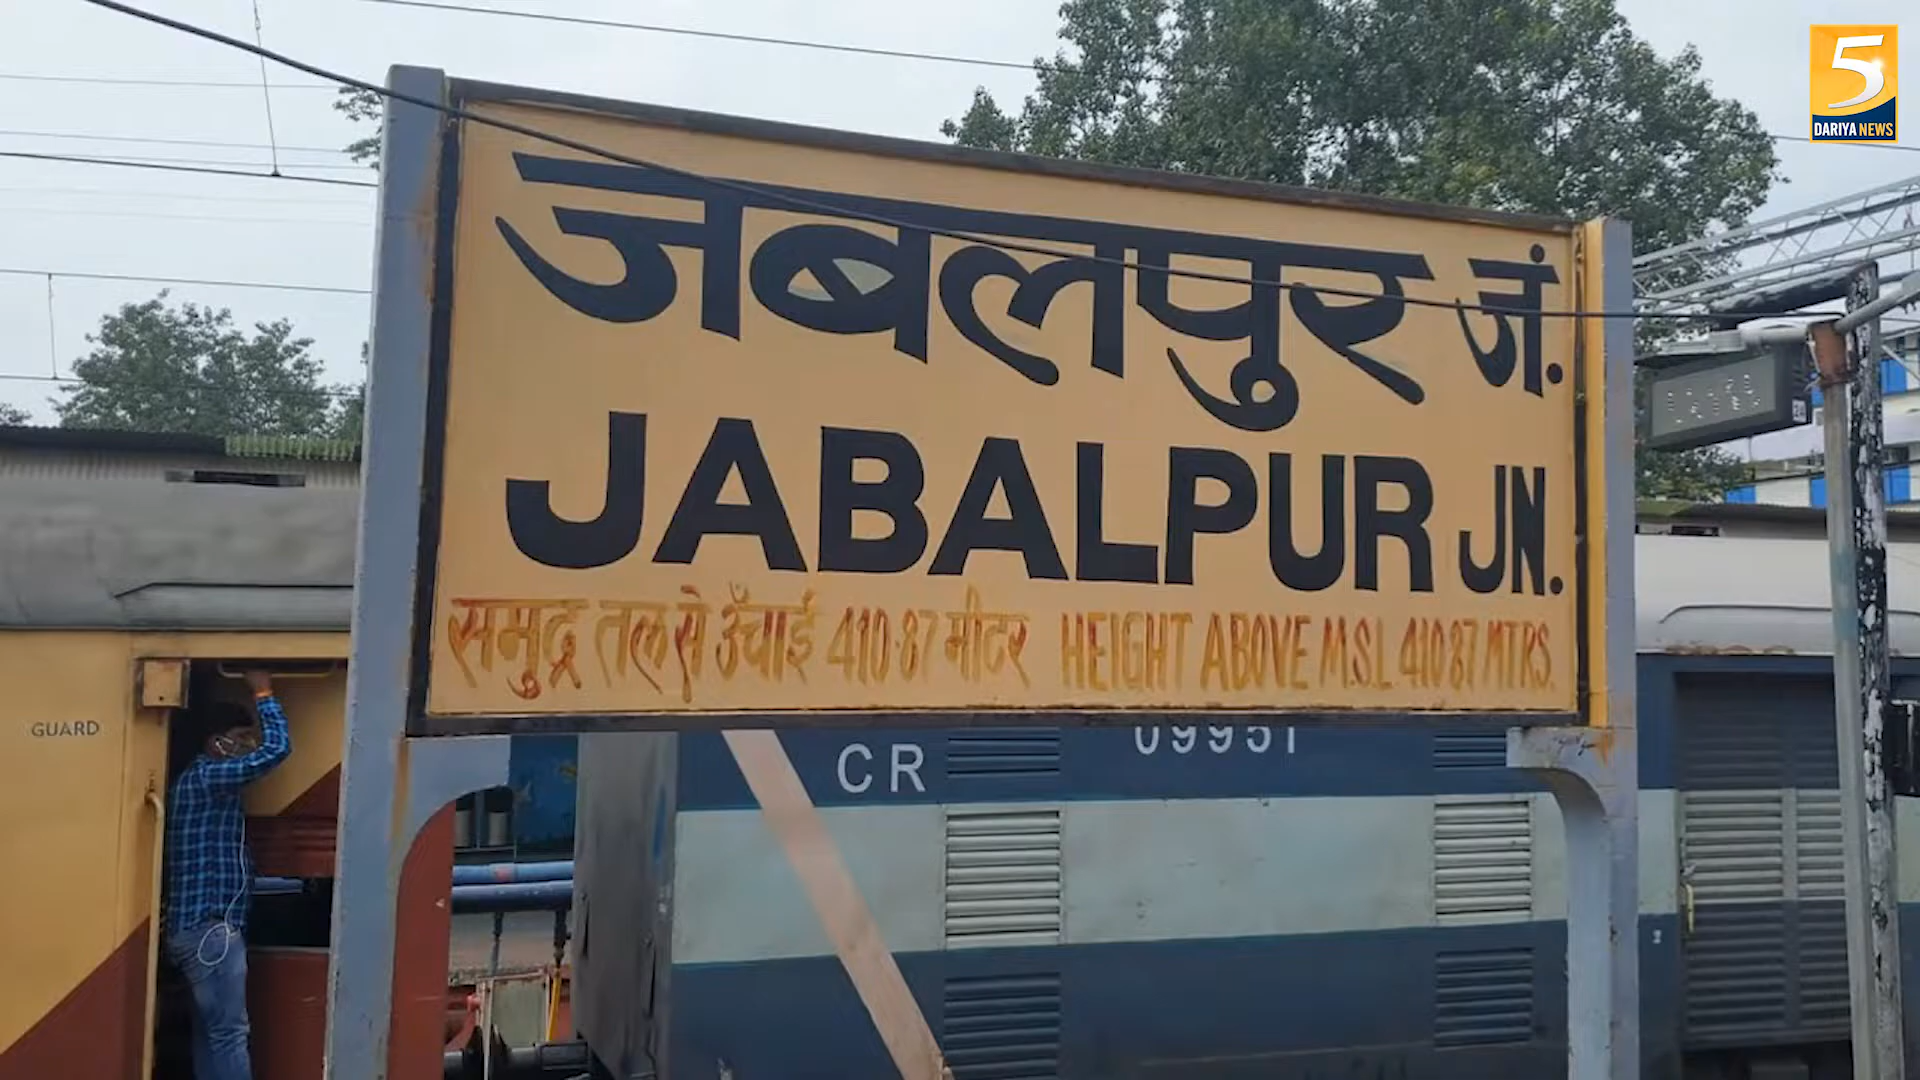 5
DARIYA NEWS
जबलपुर जं.
JABALPUR JN.
समुद्र तल से उँचाई 410.87 मीटर HEIGHT ABOVE M.S.L 410.87 MTRS.
GUARD
CR
09951